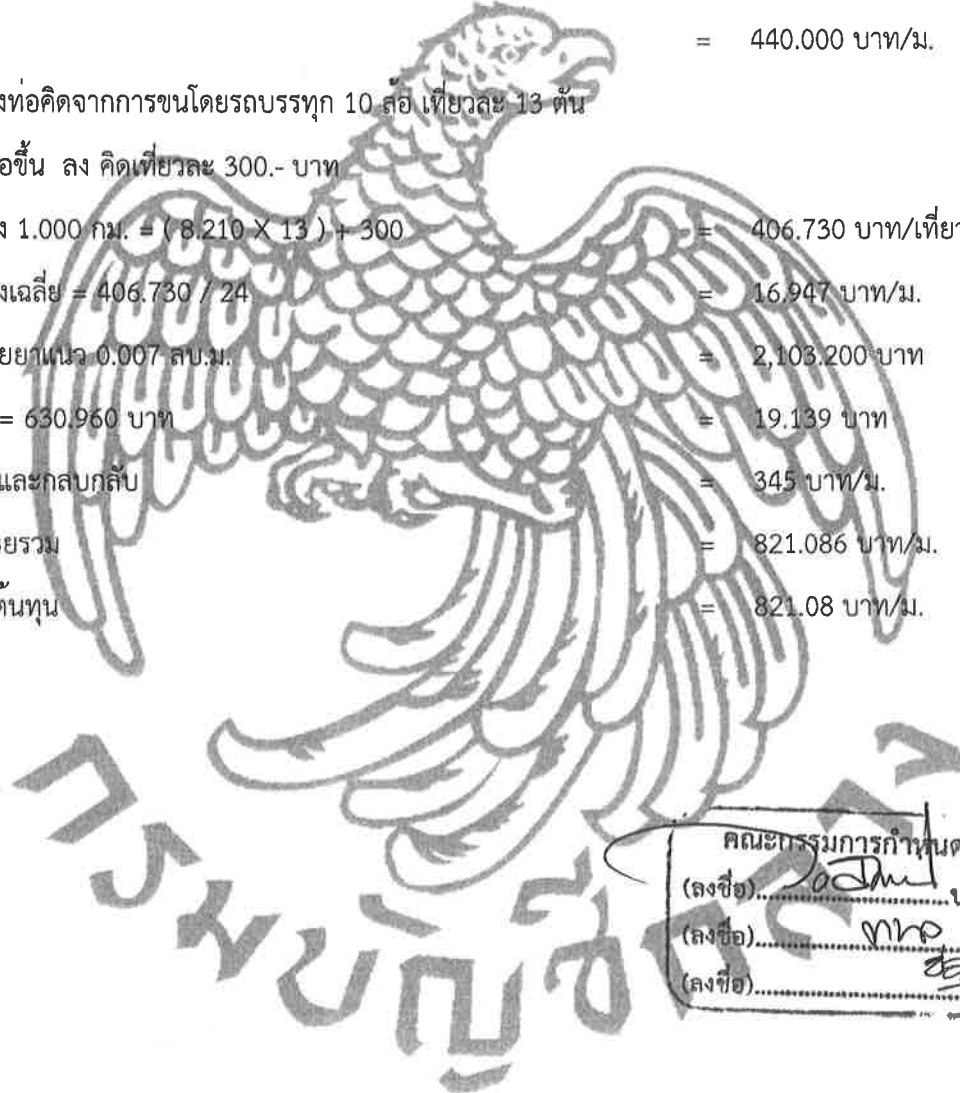 = 440.000 บาท/ม.
งท่อคิดจากการขนโดยรถบรรทุก 10 ล้อ เที่ยวละ 13 ตัน
อขึ้น ลง คิดเที่ยวละ 300.- บาท
ง 1.000 กม. = ( 8.210 X 13 ) + 300 = 406.730 บาท/เที่ยว
งเฉลี่ย = 406.730 / 24 = 16.947 บาท/ม.
ยยาแนว 0.007 ลบ.ม. = 2,103.200 บาท
= 630.960 บาท = 19.139 บาท
และกลบกลับ = 345 บาท/ม.
ยรวม = 821.086 บาท/ม.
ต้นทุน = 821.08 บาท/ม.
กรมบัญชีกลาง
คณะกรรมการกำหนด
(ลงชื่อ)
(ลงชื่อ)
(ลงชื่อ)